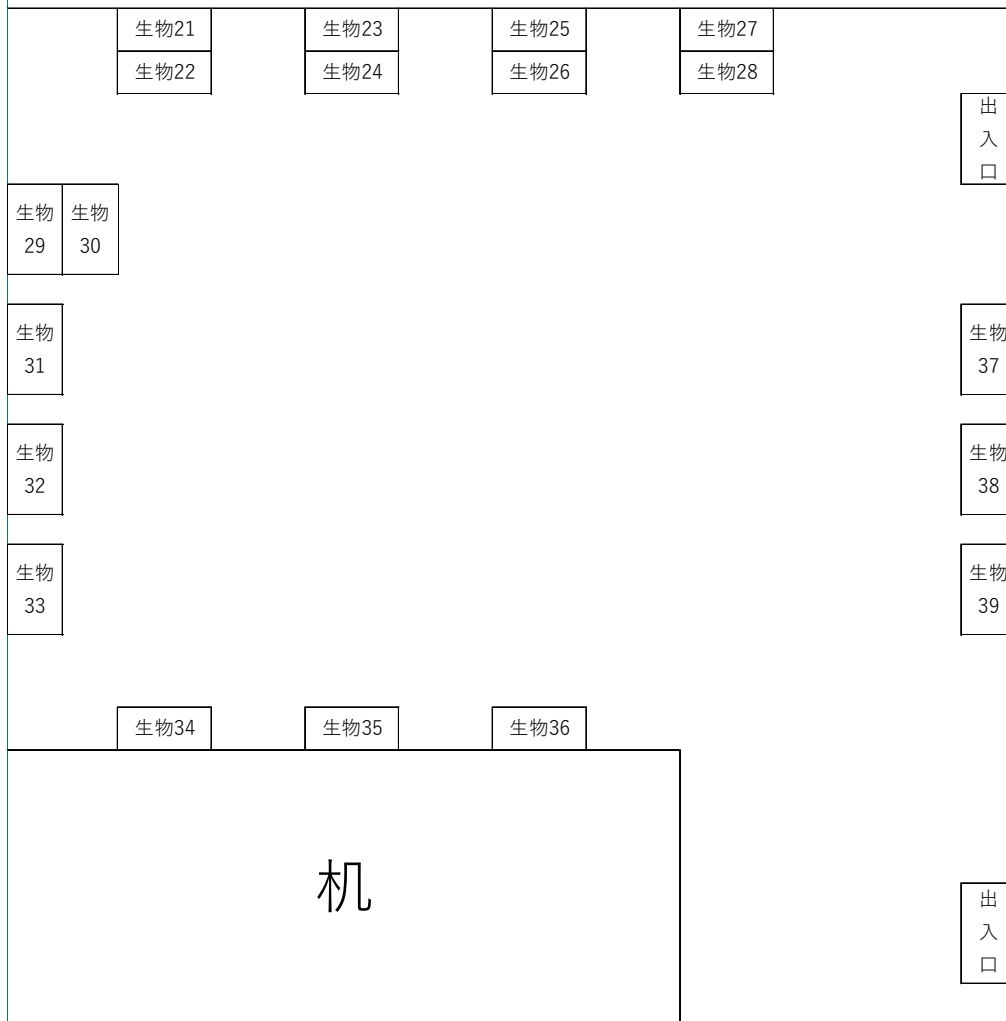 生物21
生物23
生物25
生物27
生物22
生物24
生物26
生物28
出
入
口
生物
29
生物
30
生物
31
生物
37
生物
32
生物
38
生物
33
生物
39
生物34
生物35
生物36
机
出
入
口